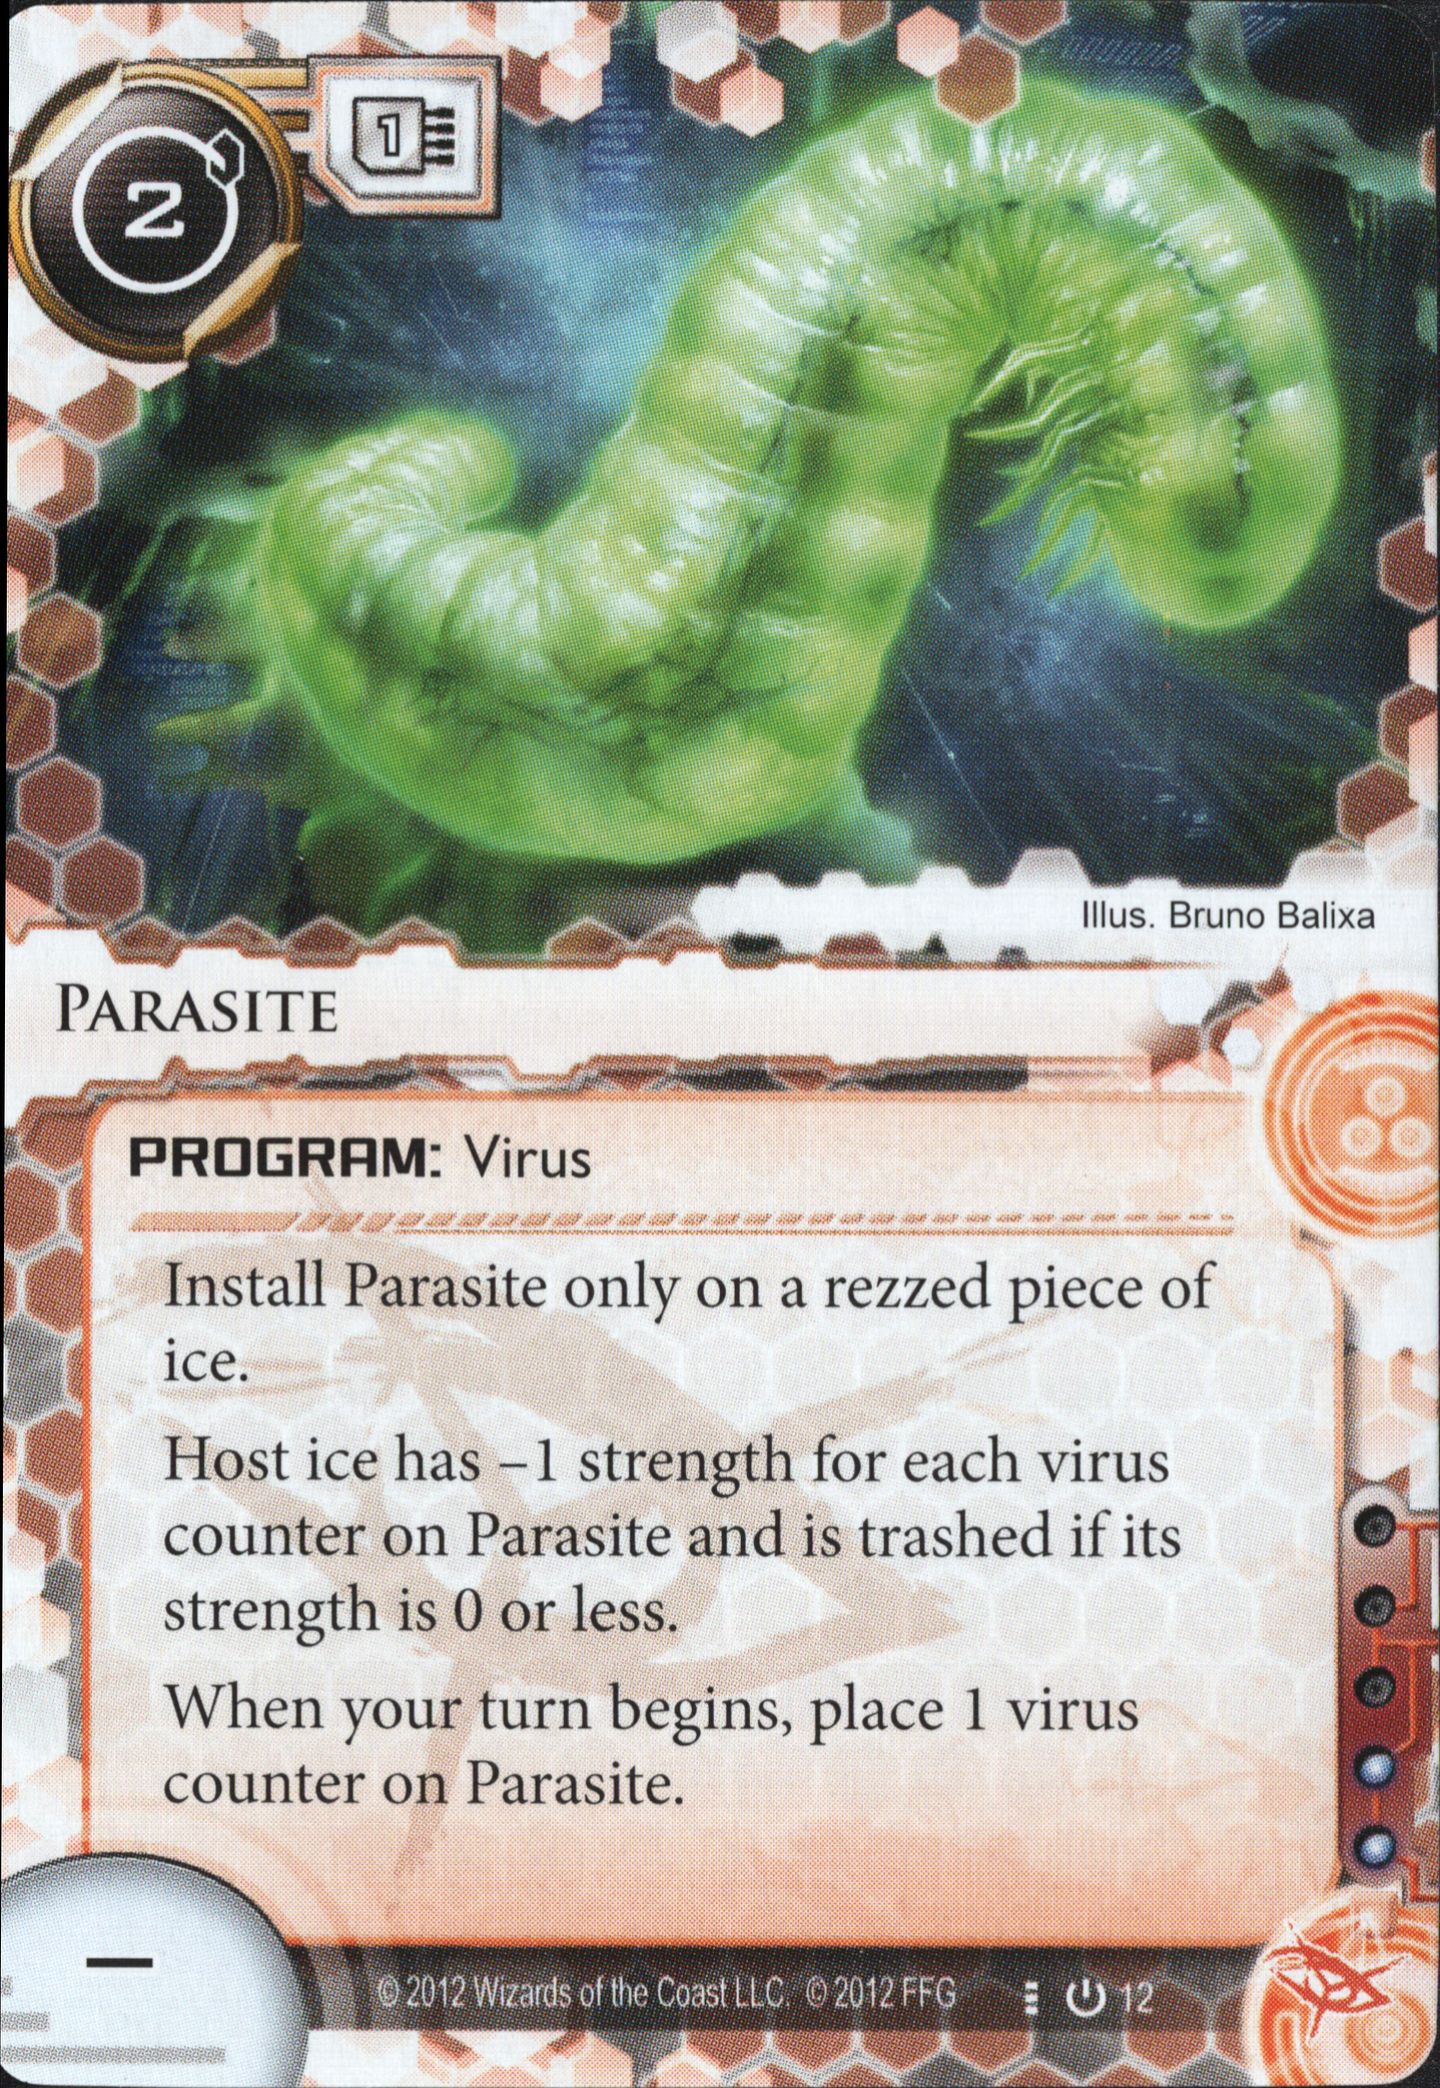 2
1
Illus. Bruno Balixa
PARASITE
PROGRAM: Virus
Install Parasite only on a rezzed piece of
ice.
Host ice has –1 strength for each virus
counter on Parasite and is trashed if its
strength is 0 or less.
When your turn begins, place 1 virus
counter on Parasite.
–
© 2012 Wizards of the Coast LLC. © 2012 FFG 12